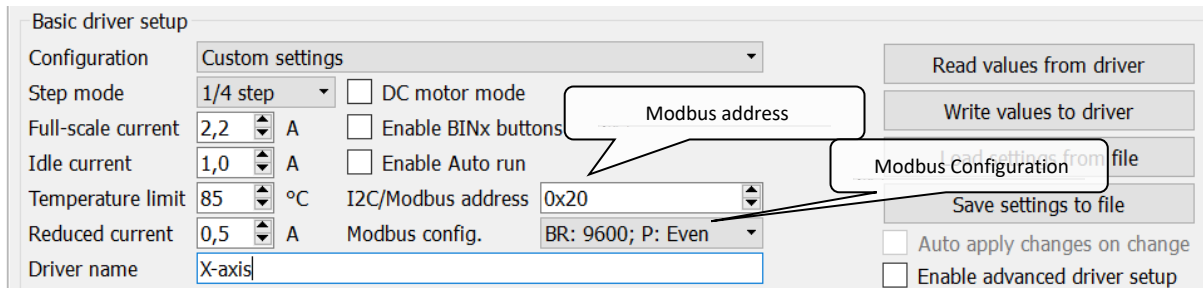 Basic driver setup
Configuration Custom settings Read values from driver
Step mode 1/4 step DC motor mode
Modbus address Write values to driver
Full-scale current 2,2 A Enable BINx buttons
Idle current 1,0 A Enable Auto run Modbus Configuration file
Temperature limit 85 °C I2C/Modbus address 0x20 Save settings to file
Reduced current 0,5 A Modbus config. BR: 9600; P: Even Auto apply changes on change
Driver name X-axis Enable advanced driver setup